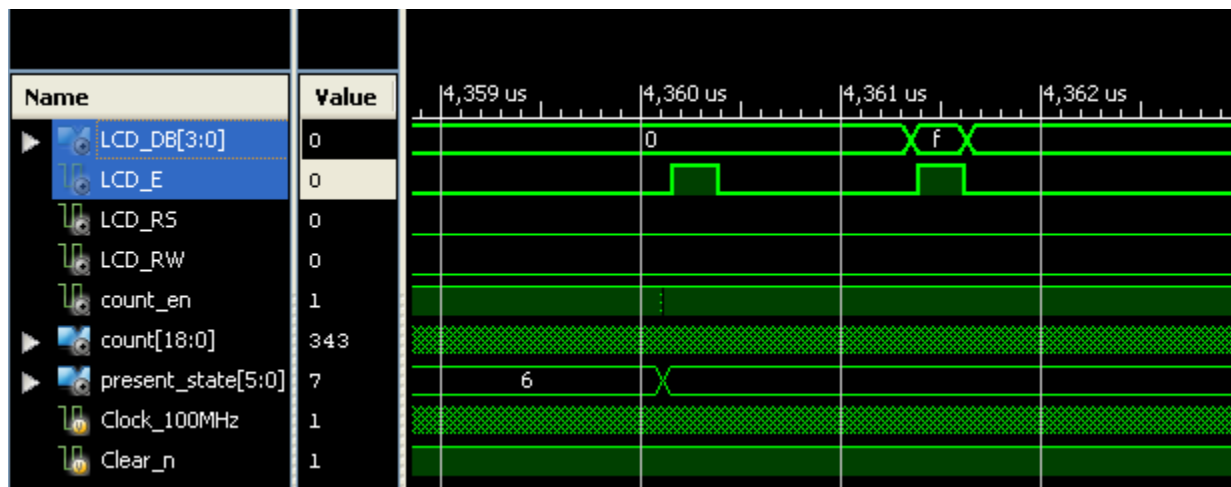 Name Value 4,359 us 4,360 us 4,361 us 4,362 us
LCD_DB[3:0] 0 0 f
LCD_E 0
LCD_RS 0
LCD_RW 0
count_en 1
count[18:0] 343
present_state[5:0] 7 6
Clock_100MHz 1
Clear_n 1